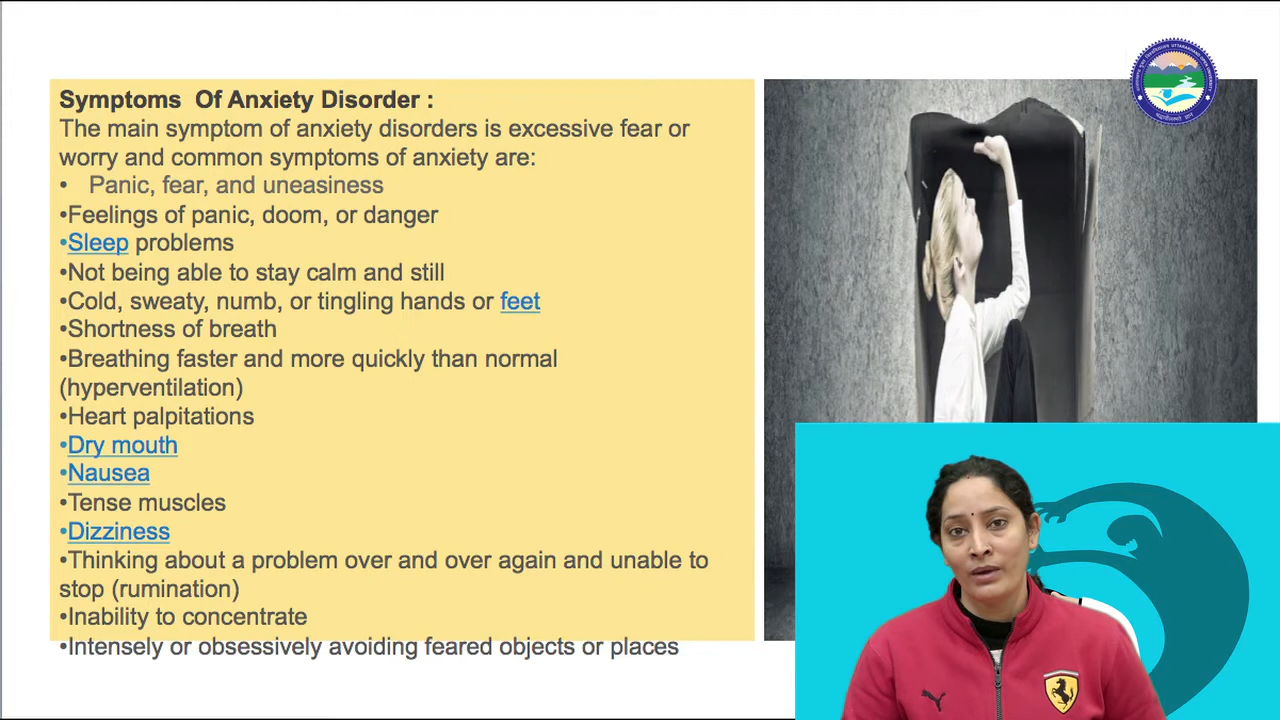 Symptoms Of Anxiety Disorder :
The main symptom of anxiety disorders is excessive fear or
worry and common symptoms of anxiety are:
• Panic, fear, and uneasiness
•Feelings of panic, doom, or danger
•Sleep problems
•Not being able to stay calm and still
•Cold, sweaty, numb, or tingling hands or feet
•Shortness of breath
•Breathing faster and more quickly than normal
(hyperventilation)
•Heart palpitations
•Dry mouth
•Nausea
•Tense muscles
•Dizziness
•Thinking about a problem over and over again and unable to
stop (rumination)
•Inability to concentrate
•Intensely or obsessively avoiding feared objects or places